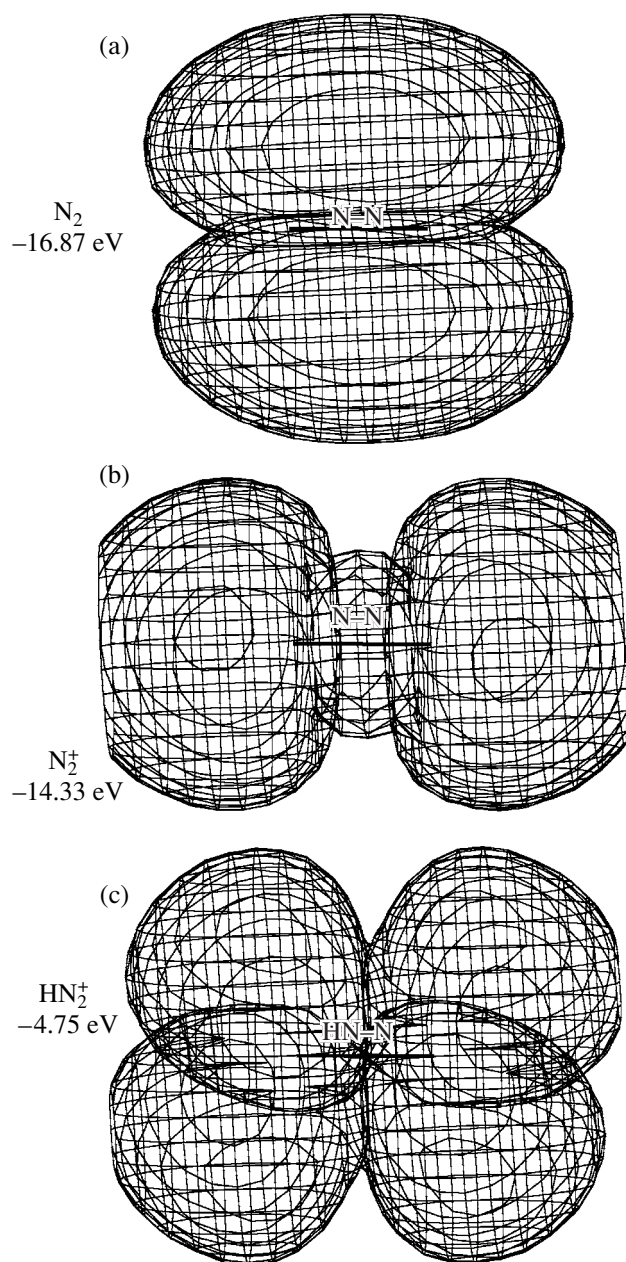 (a)
N≡N
N₂
–16.87 eV
(b)
N–N
N₂⁺
–14.33 eV
(c)
HN₂⁺
–4.75 eV
HN–N